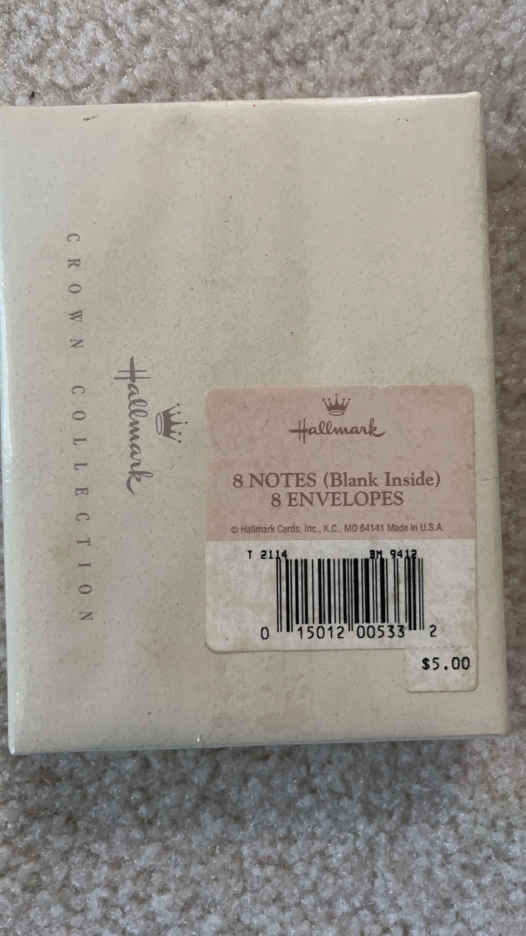 CROWN COLLECTION
Hallmark
Hallmark
8 NOTES (Blank Inside)
8 ENVELOPES
© Hallmark Cards, Inc., K.C., MO 64141 Made in U.S.A.
T 2114 BM 9412
0 15012 00533 2
$5.00